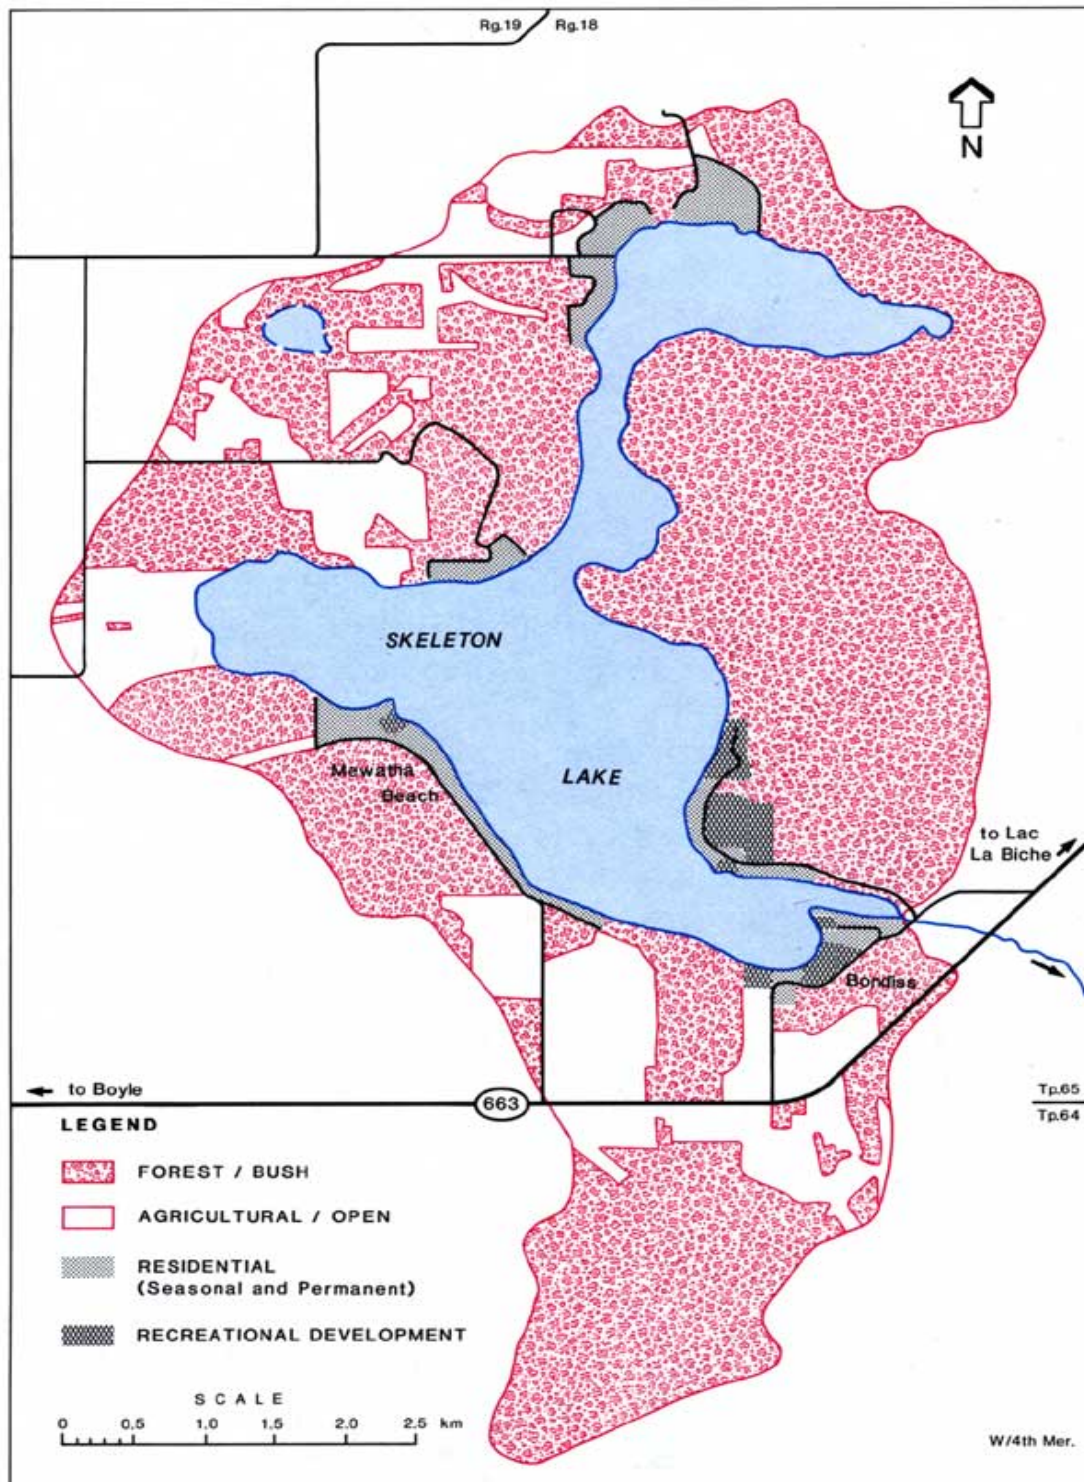 Rg.19 Rg.18
N
SKELETON
LAKE
Mewatha
Beach
to Lac
La Biche
Bondiss
to Boyle
663
Tp.65
Tp.64
LEGEND
FOREST / BUSH
AGRICULTURAL / OPEN
RESIDENTIAL
(Seasonal and Permanent)
RECREATIONAL DEVELOPMENT
SCALE
0 0.5 1.0 1.5 2.0 2.5 km
W/4th Mer.